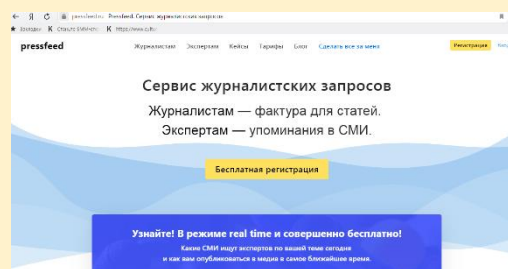 pressfeed.ru Pressfeed. Сервис журналистских запросов
pressfeed
Журналистам Экспертам Кейсы Тарифы Блог Сделать все за меня
Регистрация
Сервис журналистских запросов
Журналистам — фактура для статей.
Экспертам — упоминания в СМИ.
Бесплатная регистрация
Узнайте! В режиме real time и совершенно бесплатно!
Какие СМИ ищут экспертов по вашей теме сегодня
и как вам опубликоваться в медиа в самое ближайшее время.